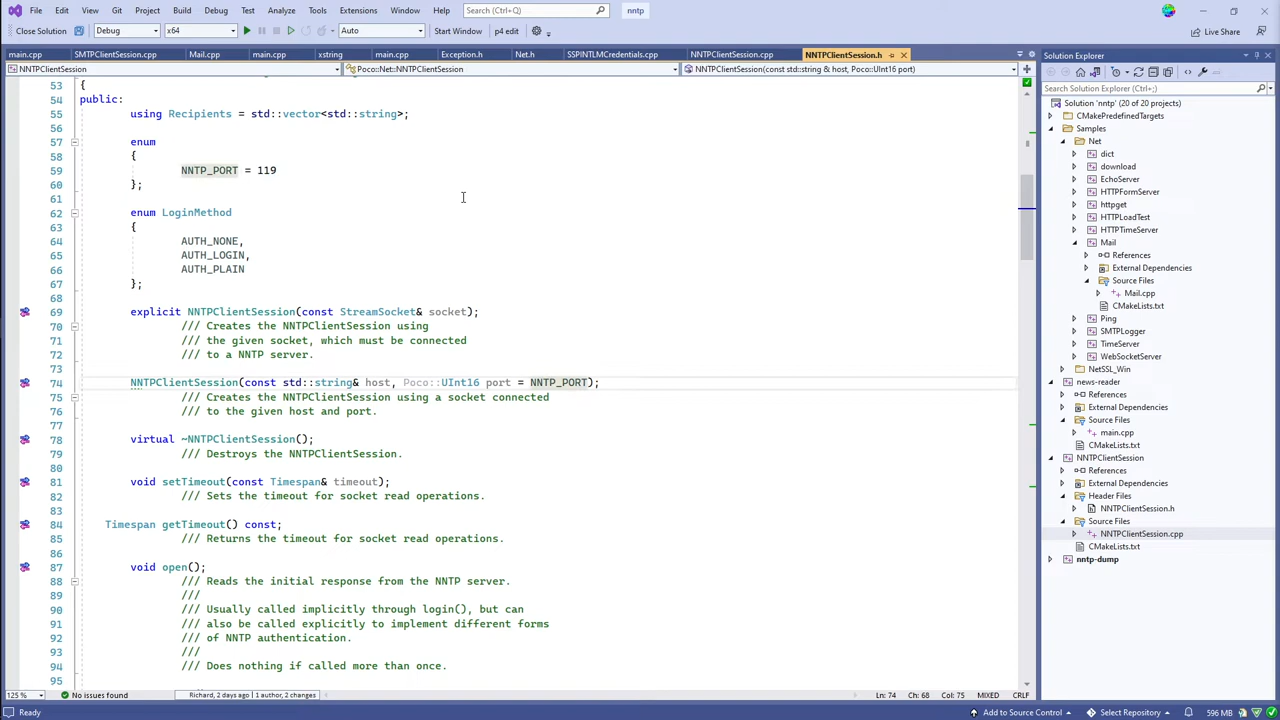 File Edit View Git Project Build Debug Test Analyze Tools Extensions Window Help Search (Ctrl+;) nntp
Close Solution Debug x64 Auto Start Window p4 edit Live Share
main.cpp SMTPClientSession.cpp Mail.cpp main.cpp xstring main.cpp Exception.h Net.h SSPINTLMCredentials.cpp NNTPClientSession.cpp NNTPClientSession.h
NNTPClientSession Poco::Net::NNTPClientSession NNTPClientSession(const std::string & host, Poco::UInt16 port)
53 {
54 public:
55 using Recipients = std::vector<std::string>;
56
57 enum
58 {
59 NNTP_PORT = 119
60 };
61
62 enum LoginMethod
63 {
64 AUTH_NONE,
65 AUTH_LOGIN,
66 AUTH_PLAIN
67 };
68
69 explicit NNTPClientSession(const StreamSocket& socket);
70 /// Creates the NNTPClientSession using
71 /// the given socket, which must be connected
72 /// to a NNTP server.
73
74 NNTPClientSession(const std::string& host, Poco::UInt16 port = NNTP_PORT);
75 /// Creates the NNTPClientSession using a socket connected
76 /// to the given host and port.
77
78 virtual ~NNTPClientSession();
79 /// Destroys the NNTPClientSession.
80
81 void setTimeout(const Timespan& timeout);
82 /// Sets the timeout for socket read operations.
83
84 Timespan getTimeout() const;
85 /// Returns the timeout for socket read operations.
86
87 void open();
88 /// Reads the initial response from the NNTP server.
89 ///
90 /// Usually called implicitly through login(), but can
91 /// also be called explicitly to implement different forms
92 /// of NNTP authentication.
93 ///
94 /// Does nothing if called more than once.
95
125 % No issues found Richard, 2 days ago | 1 author, 2 changes Ln: 74 Ch: 68 Col: 75 MIXED CRLF
Ready Add to Source Control Select Repository 596 MB
Solution Explorer
Search Solution Explorer (Ctrl+;)
Solution 'nntp' (20 of 20 projects)
CMakePredefinedTargets
Samples
Net
dict
download
EchoServer
HTTPFormServer
httpget
HTTPLoadTest
HTTPTimeServer
Mail
References
External Dependencies
Source Files
Mail.cpp
CMakeLists.txt
Ping
SMTPLogger
TimeServer
WebSocketServer
NetSSL_Win
news-reader
References
External Dependencies
Source Files
main.cpp
CMakeLists.txt
NNTPClientSession
References
External Dependencies
Header Files
NNTPClientSession.h
Source Files
NNTPClientSession.cpp
CMakeLists.txt
nntp-dump